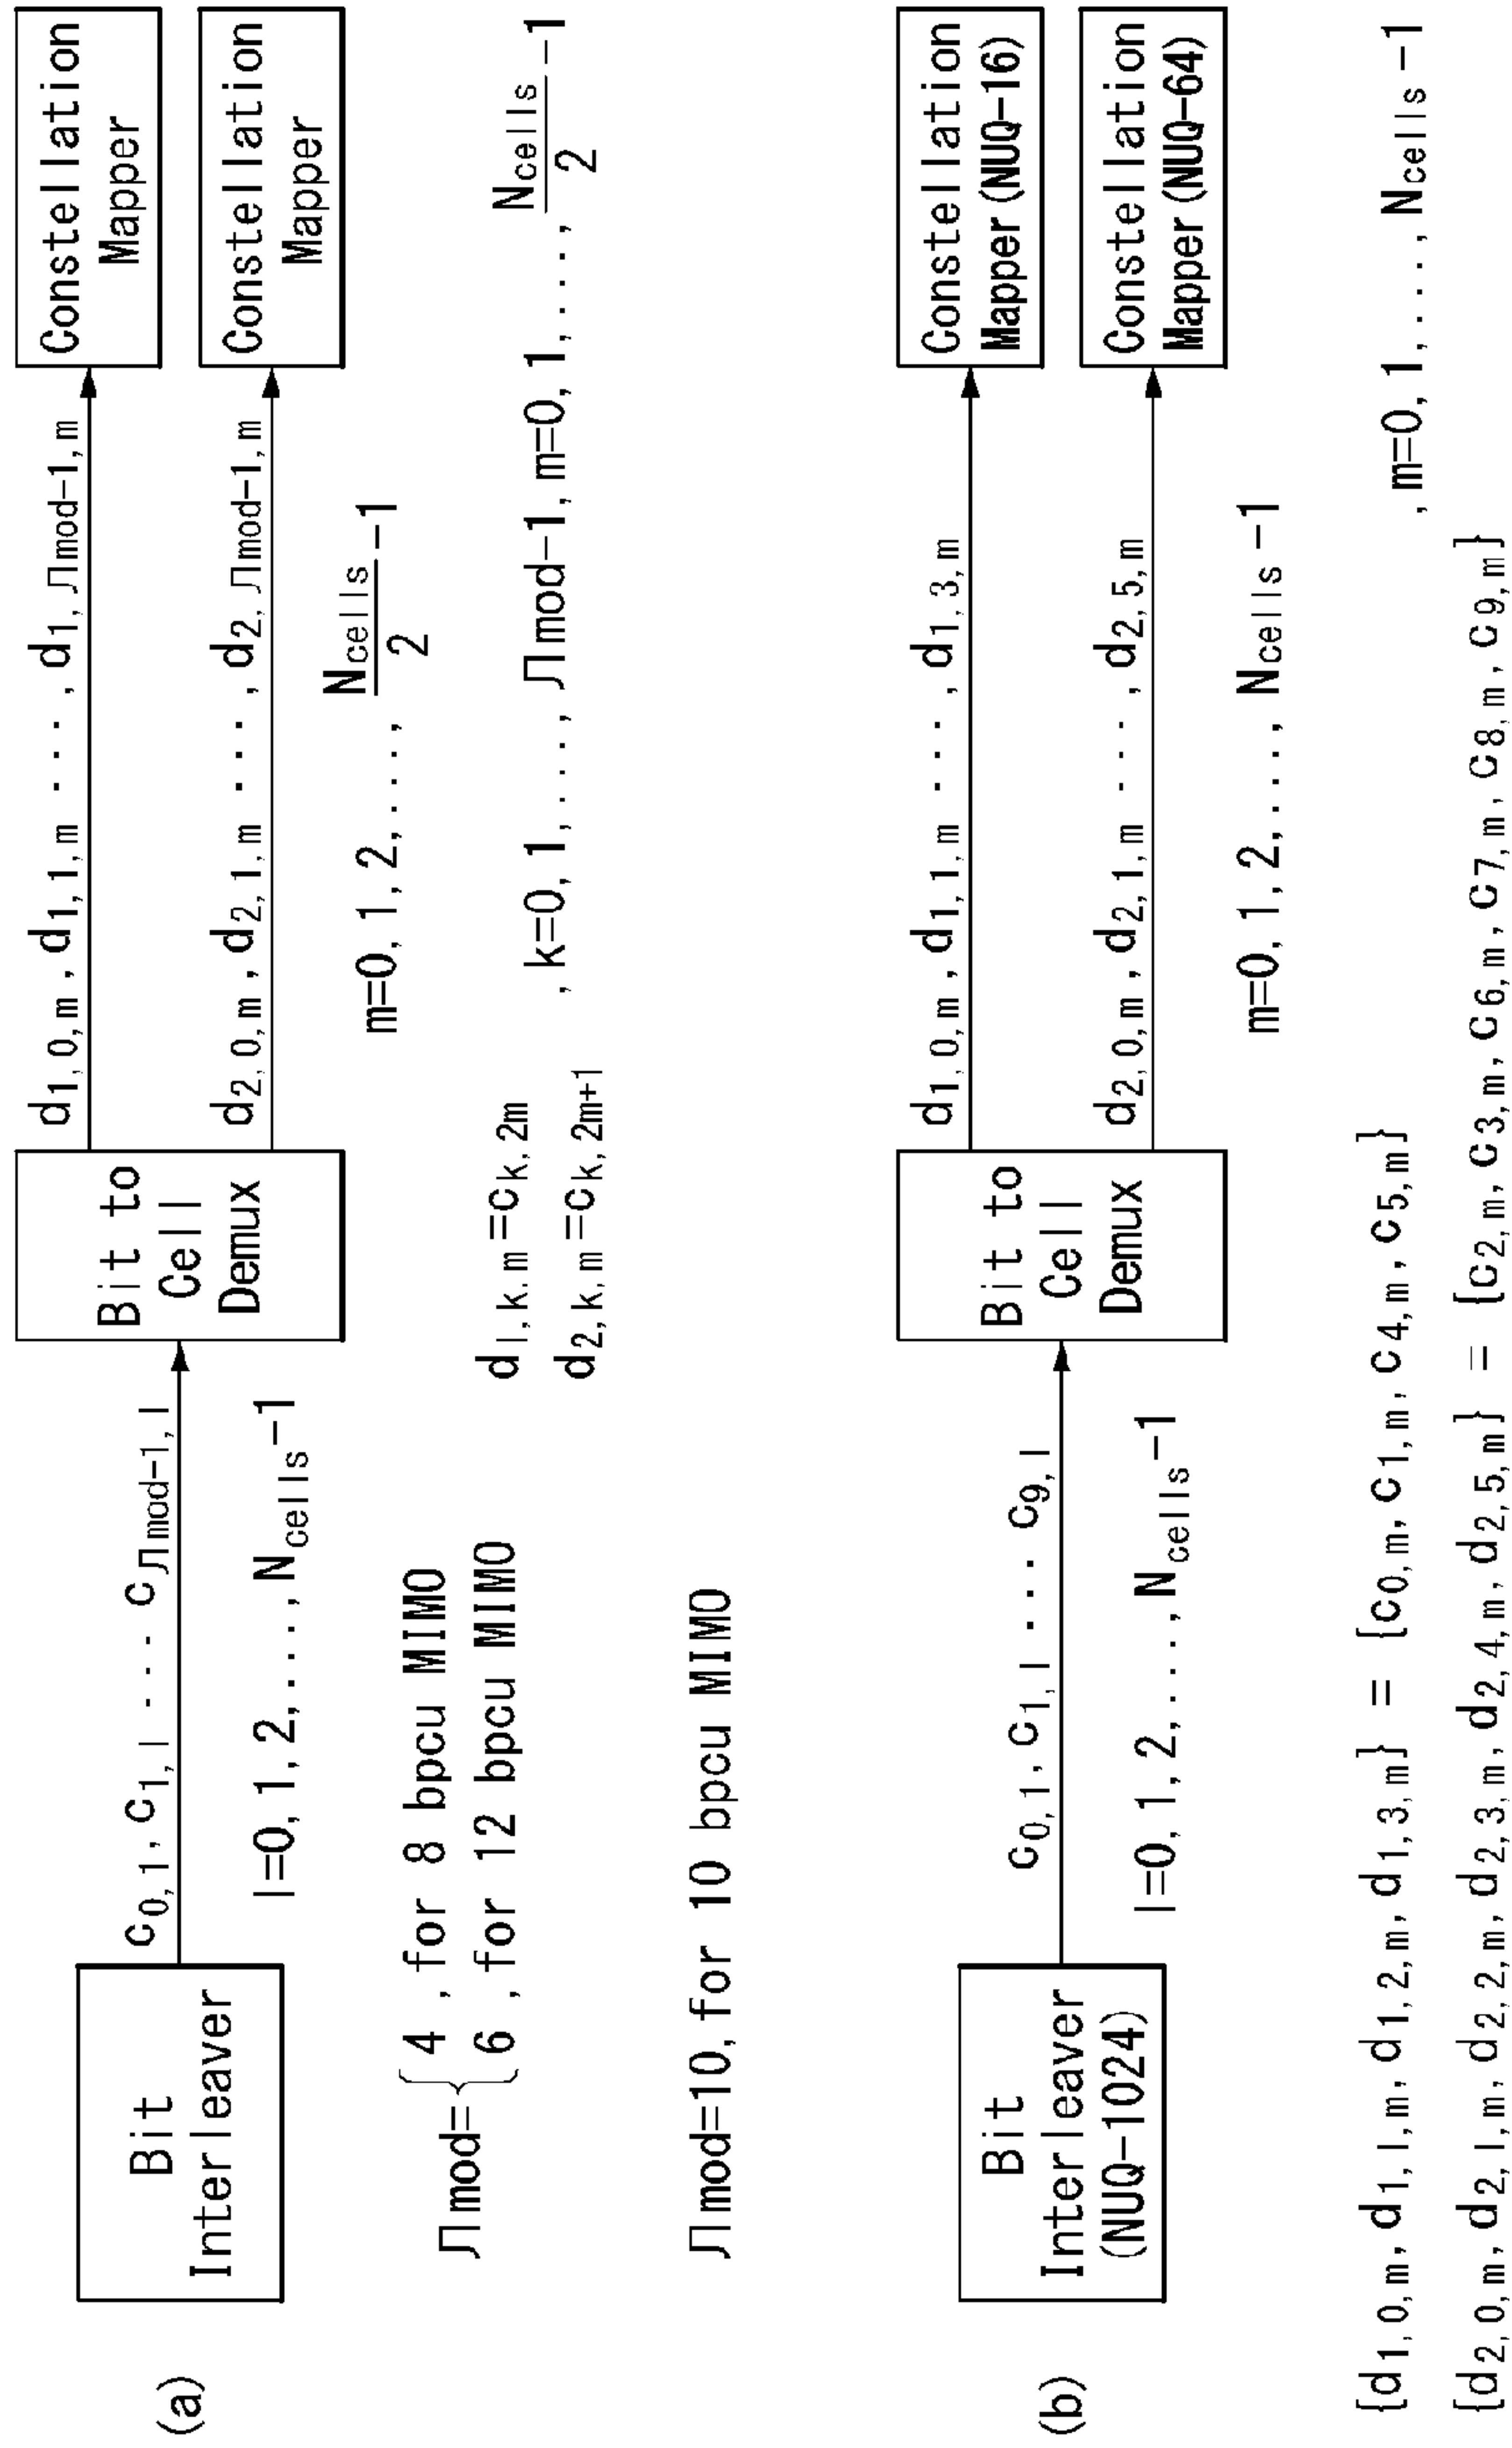 (a)
Bit
Interleaver
c0,1, c1,l ··· cЛmod-1,l
l=0, 1, 2, ...., Ncells-1
Bit to
Cell
Demux
d1,0,m, d1,1,m ···, d1,Лmod-1,m
d2,0,m, d2,1,m ···, d2,Лmod-1,m
m=0, 1, 2, ...., Ncells/2 -1
Constellation
Mapper
Constellation
Mapper
Лmod={ 4 , for 8 bpcu MIMO
6 , for 12 bpcu MIMO
d1,k,m=ck,2m
d2,k,m=ck,2m+1
, k=0, 1, ...., Лmod-1, m=0, 1, ...., Ncells/2 -1
Лmod=10, for 10 bpcu MIMO
(b)
Bit
Interleaver
(NUQ-1024)
c0,1, c1,l ··· c9,l
l=0, 1, 2, ...., Ncells-1
Bit to
Cell
Demux
d1,0,m, d1,1,m ···, d1,3,m
d2,0,m, d2,1,m ···, d2,5,m
m=0, 1, 2, ...., Ncells-1
Constellation
Mapper (NUQ-16)
Constellation
Mapper (NUQ-64)
{d1,0,m, d1,1,m, d1,2,m, d1,3,m} = {c0,m, c1,m, c4,m, c5,m}
, m=0, 1, ...., Ncells-1
{d2,0,m, d2,1,m, d2,2,m, d2,3,m, d2,4,m, d2,5,m} = {c2,m, c3,m, c6,m, c7,m, c8,m, c9,m}